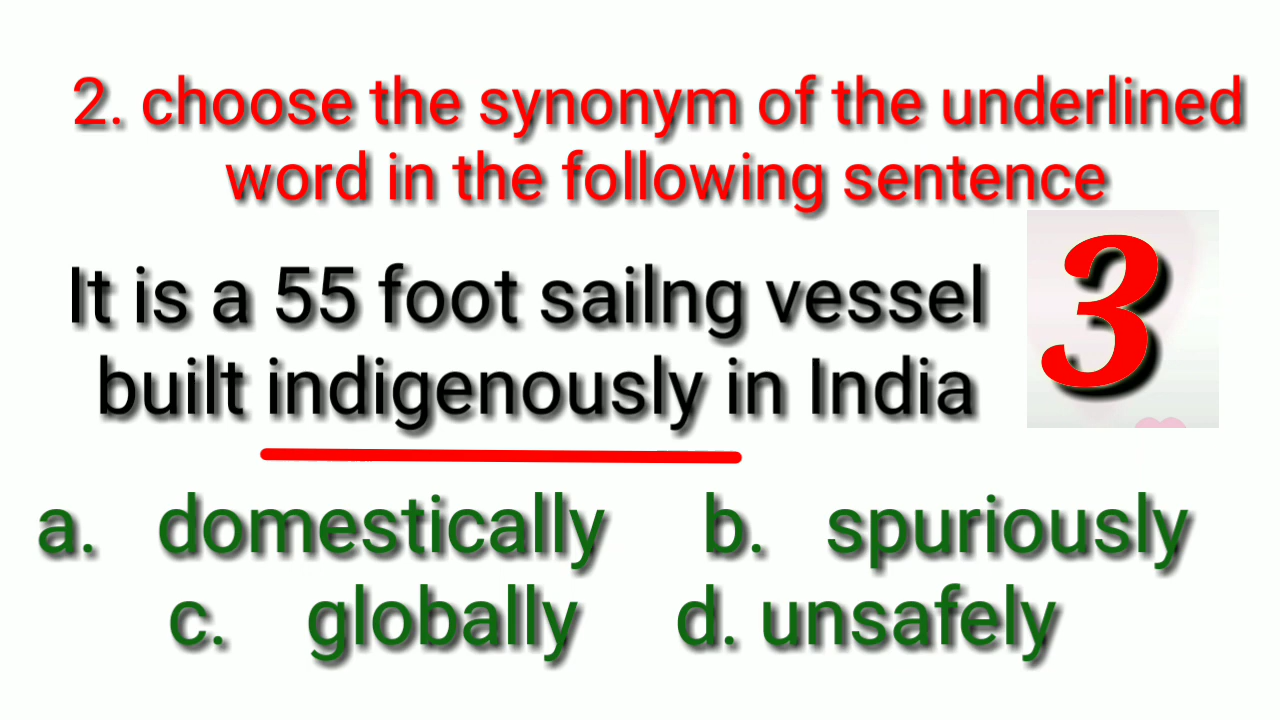 2. choose the synonym of the underlined
word in the following sentence
3
It is a 55 foot sailng vessel
built indigenously in India
a. domestically b. spuriously
c. globally d. unsafely